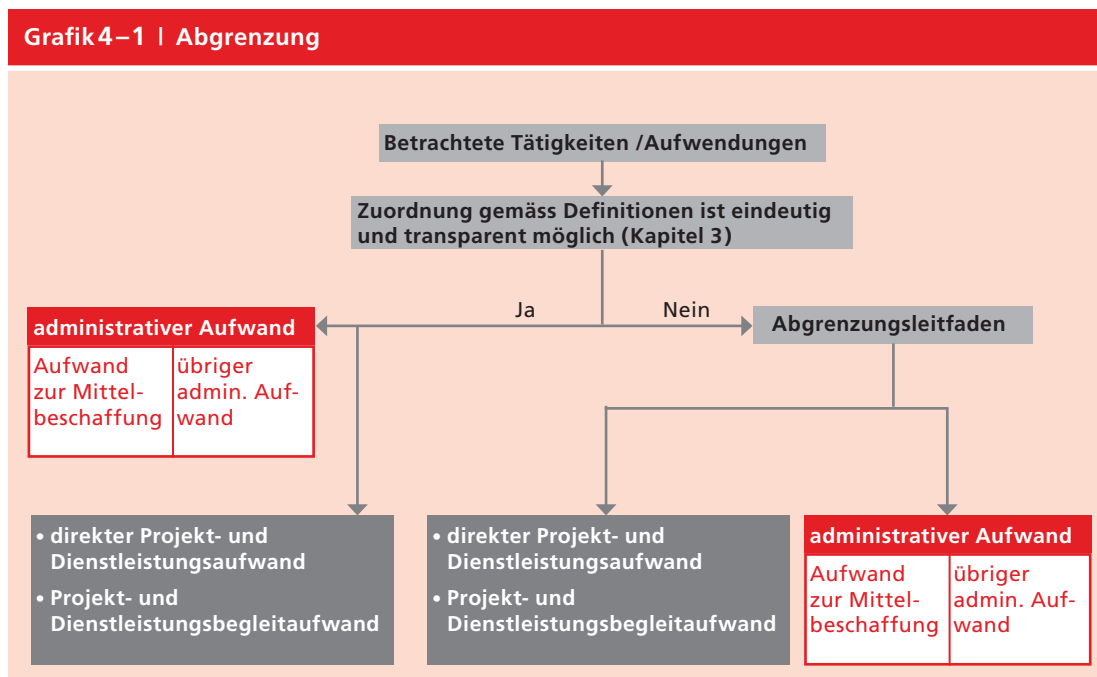 Grafik 4–1 | Abgrenzung
Betrachtete Tätigkeiten /Aufwendungen
Zuordnung gemäss Definitionen ist eindeutig
und transparent möglich (Kapitel 3)
Ja
Nein
administrativer Aufwand
Aufwand
zur Mittel-
beschaffung
übriger
admin. Auf-
wand
Abgrenzungsleitfaden
• direkter Projekt- und
Dienstleistungsaufwand
• Projekt- und
Dienstleistungsbegleitaufwand
• direkter Projekt- und
Dienstleistungsaufwand
• Projekt- und
Dienstleistungsbegleitaufwand
administrativer Aufwand
Aufwand
zur Mittel-
beschaffung
übriger
admin. Auf-
wand